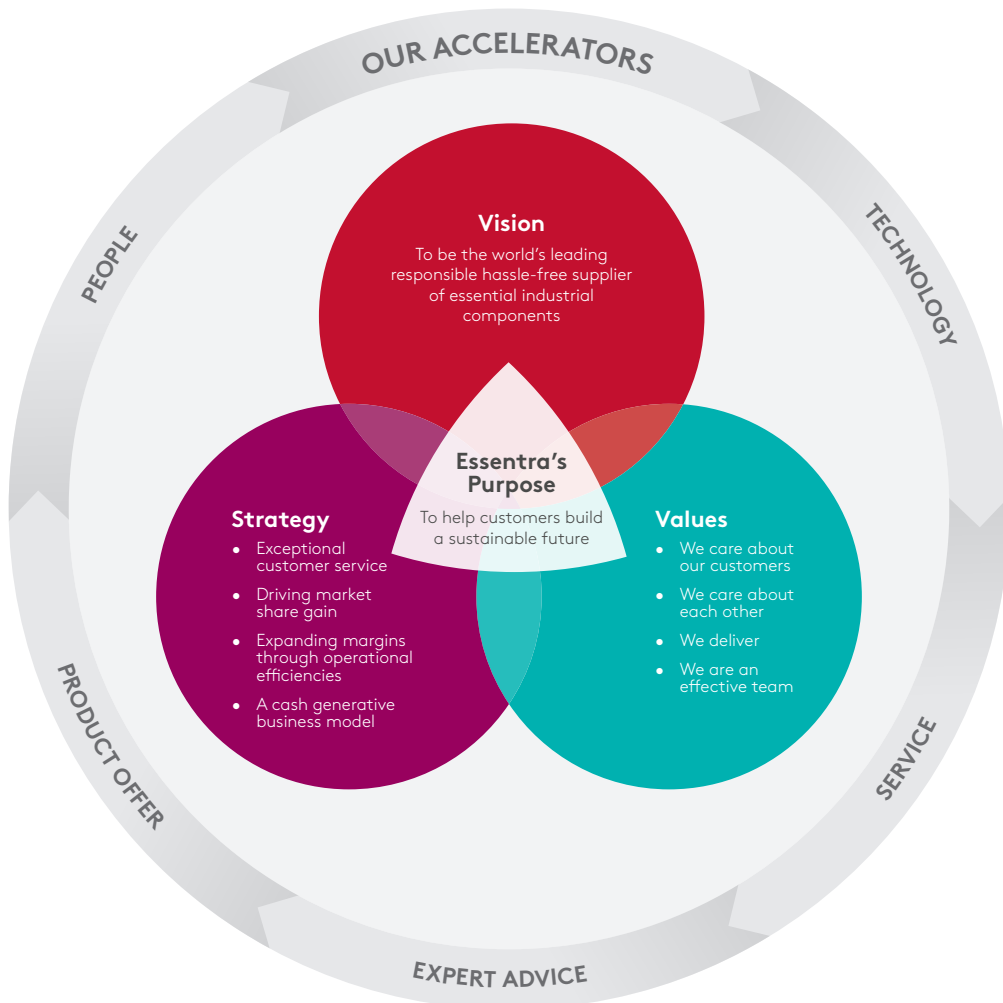 OUR ACCELERATORS
PEOPLE
TECHNOLOGY
Vision
To be the world's leading
responsible hassle-free supplier
of essential industrial
components
Essentra's
Purpose
To help customers build
a sustainable future
Strategy
• Exceptional
customer service
• Driving market
share gain
• Expanding margins
through operational
efficiencies
• A cash generative
business model
Values
• We care about
our customers
• We care about
each other
• We deliver
• We are an
effective team
PRODUCT OFFER
SERVICE
EXPERT ADVICE